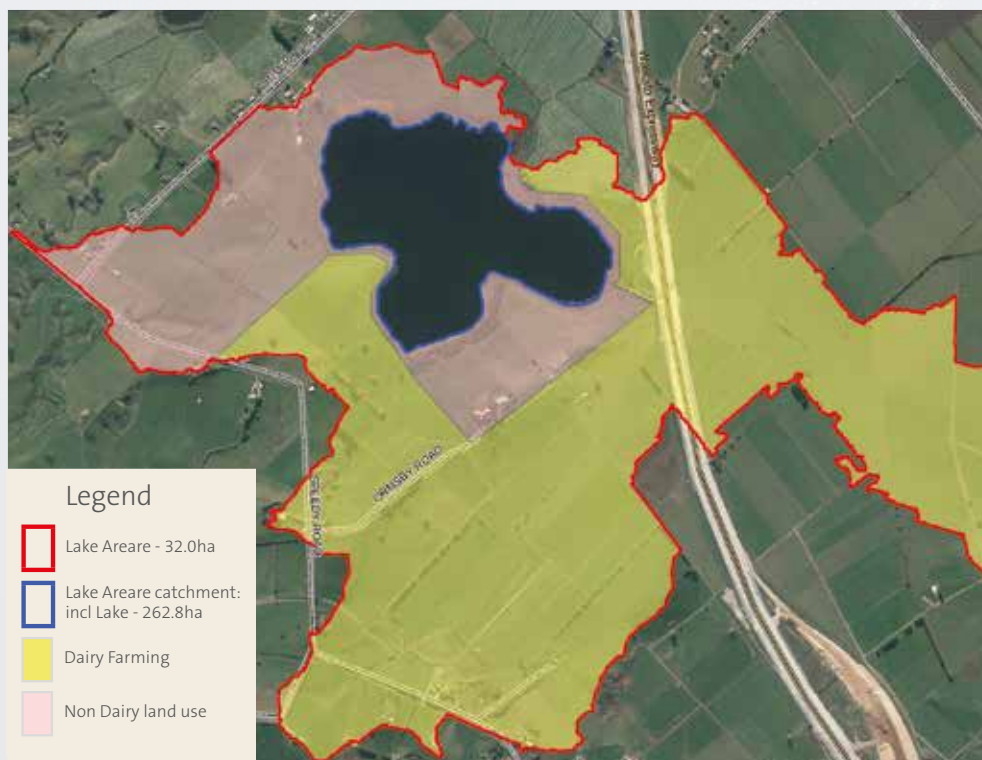 ORMSBY ROAD
Legend
Lake Areare - 32.0ha
Lake Areare catchment:
incl Lake - 262.8ha
Dairy Farming
Non Dairy land use